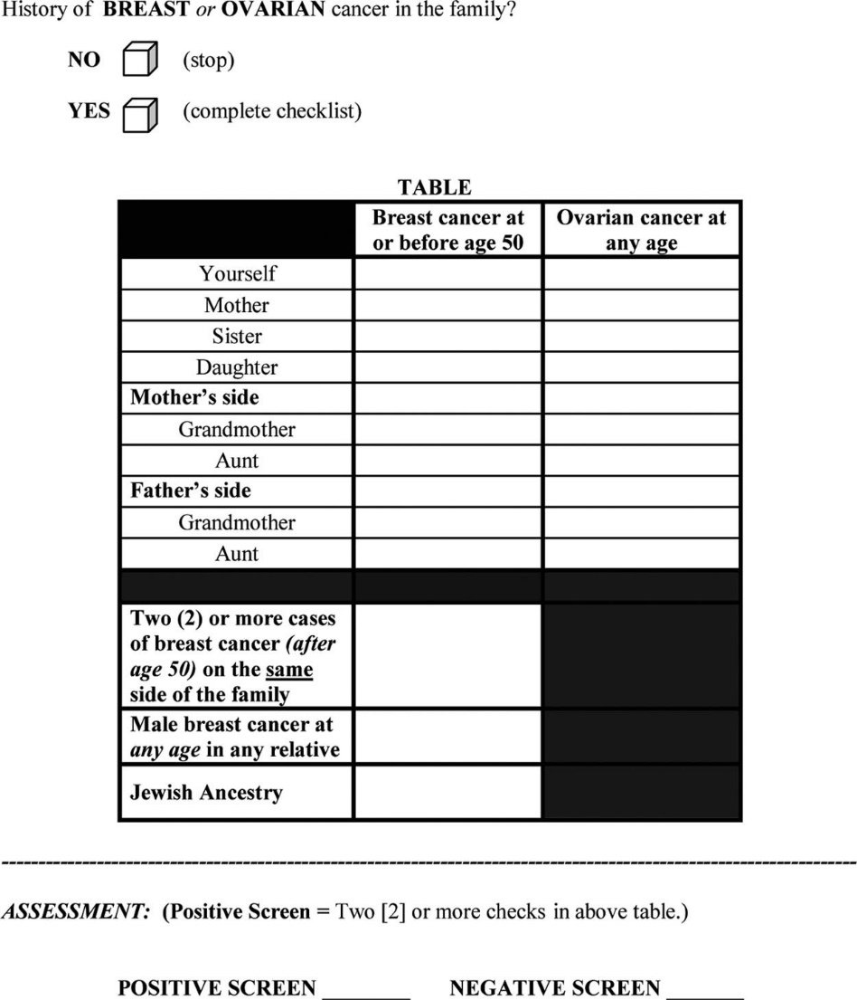 History of BREAST or OVARIAN cancer in the family?
NO (stop)
YES (complete checklist)
TABLE
Breast cancer at
or before age 50
Ovarian cancer at
any age
Yourself
Mother
Sister
Daughter
Mother's side
Grandmother
Aunt
Father's side
Grandmother
Aunt
Two (2) or more cases
of breast cancer (after
age 50) on the same
side of the family
Male breast cancer at
any age in any relative
Jewish Ancestry
ASSESSMENT: (Positive Screen = Two [2] or more checks in above table.)
POSITIVE SCREEN ________ NEGATIVE SCREEN _______